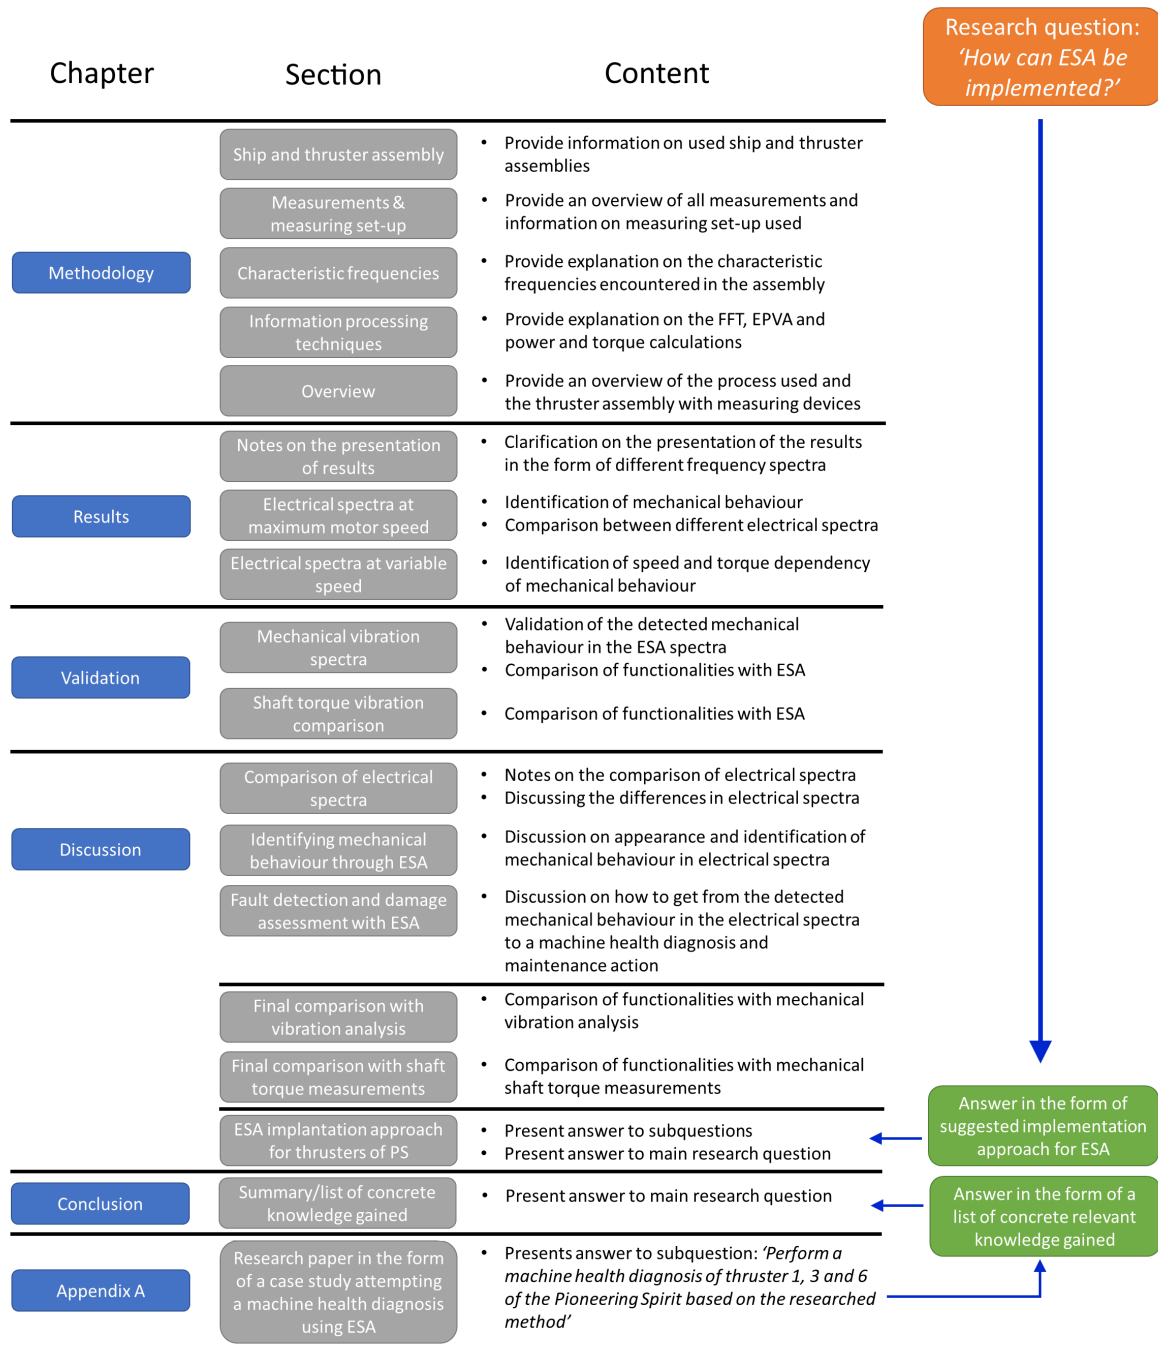 Research question:
‘How can ESA be
implemented?’
Chapter
Section
Content
Methodology
Ship and thruster assembly
• Provide information on used ship and thruster
assemblies
Measurements &
measuring set-up
• Provide an overview of all measurements and
information on measuring set-up used
Characteristic frequencies
• Provide explanation on the characteristic
frequencies encountered in the assembly
Information processing
techniques
• Provide explanation on the FFT, EPVA and
power and torque calculations
Overview
• Provide an overview of the process used and
the thruster assembly with measuring devices
Results
Notes on the presentation
of results
• Clarification on the presentation of the results
in the form of different frequency spectra
Electrical spectra at
maximum motor speed
• Identification of mechanical behaviour
• Comparison between different electrical spectra
Electrical spectra at variable
speed
• Identification of speed and torque dependency
of mechanical behaviour
Validation
Mechanical vibration
spectra
• Validation of the detected mechanical
behaviour in the ESA spectra
• Comparison of functionalities with ESA
Shaft torque vibration
comparison
• Comparison of functionalities with ESA
Discussion
Comparison of electrical
spectra
• Notes on the comparison of electrical spectra
• Discussing the differences in electrical spectra
Identifying mechanical
behaviour through ESA
• Discussion on appearance and identification of
mechanical behaviour in electrical spectra
Fault detection and damage
assessment with ESA
• Discussion on how to get from the detected
mechanical behaviour in the electrical spectra
to a machine health diagnosis and
maintenance action
Final comparison with
vibration analysis
• Comparison of functionalities with mechanical
vibration analysis
Final comparison with shaft
torque measurements
• Comparison of functionalities with mechanical
shaft torque measurements
ESA implantation approach
for thrusters of PS
• Present answer to subquestions
• Present answer to main research question
Answer in the form of
suggested implementation
approach for ESA
Conclusion
Summary/list of concrete
knowledge gained
• Present answer to main research question
Answer in the form of a
list of concrete relevant
knowledge gained
Appendix A
Research paper in the form
of a case study attempting
a machine health diagnosis
using ESA
• Presents answer to subquestion: ‘Perform a
machine health diagnosis of thruster 1, 3 and 6
of the Pioneering Spirit based on the researched
method’